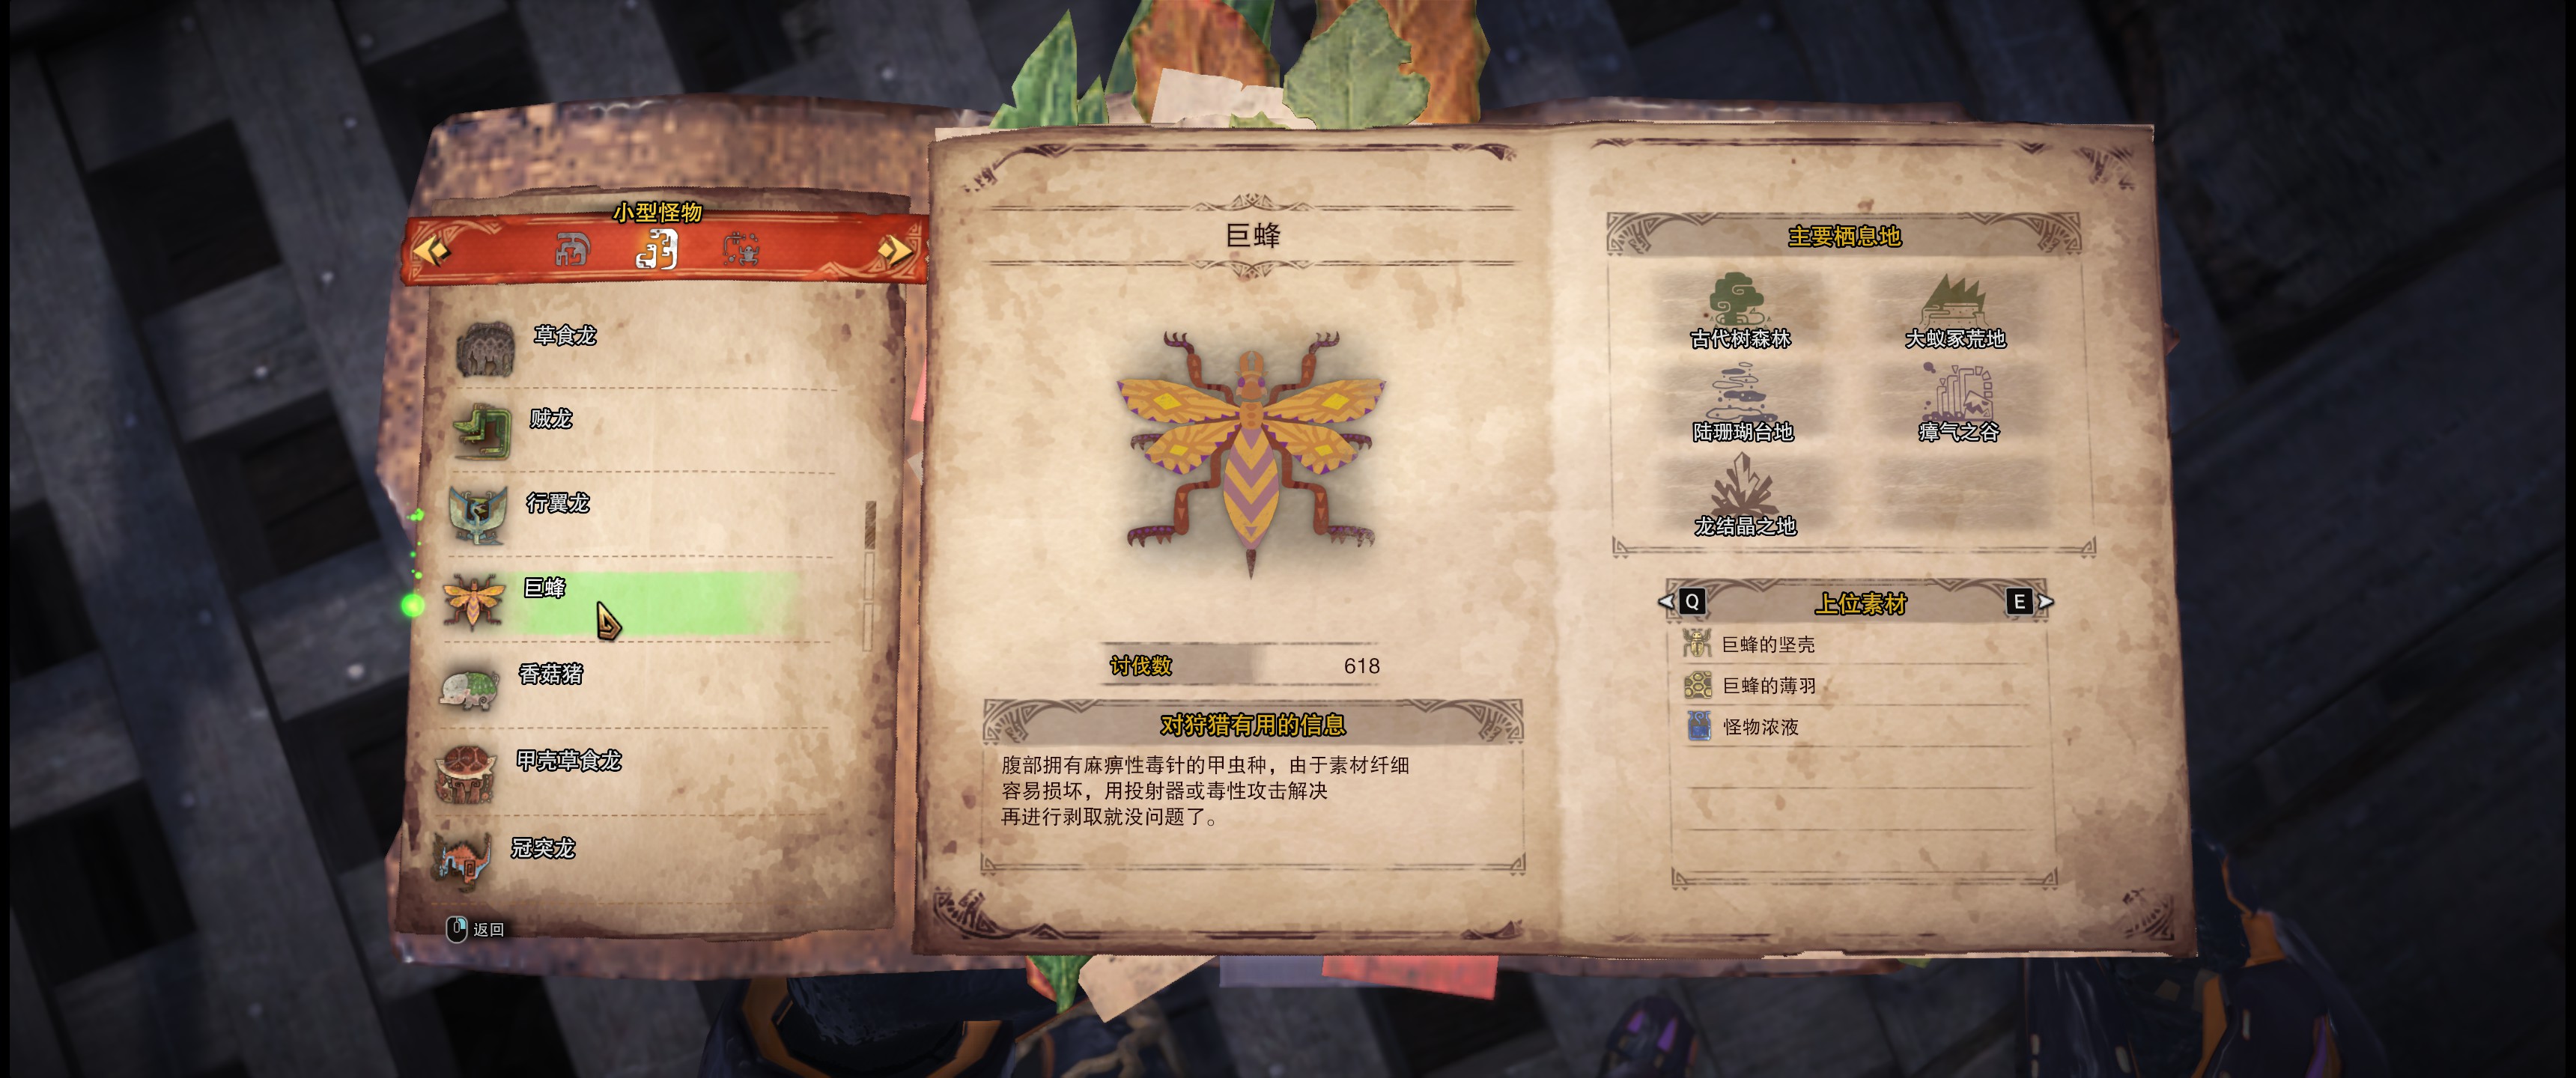 小型怪物
草食龙
贼龙
行翼龙
巨蜂
香菇猪
甲壳草食龙
冠突龙
返回
巨蜂
讨伐数 618
对狩猎有用的信息
腹部拥有麻痹性毒针的甲虫种，由于素材纤细
容易损坏，用投射器或毒性攻击解决
再进行剥取就没问题了。
主要栖息地
古代树森林 大蚁冢荒地
陆珊瑚台地 瘴气之谷
龙结晶之地
Q 上位素材 E
巨蜂的坚壳
巨蜂的薄羽
怪物浓液